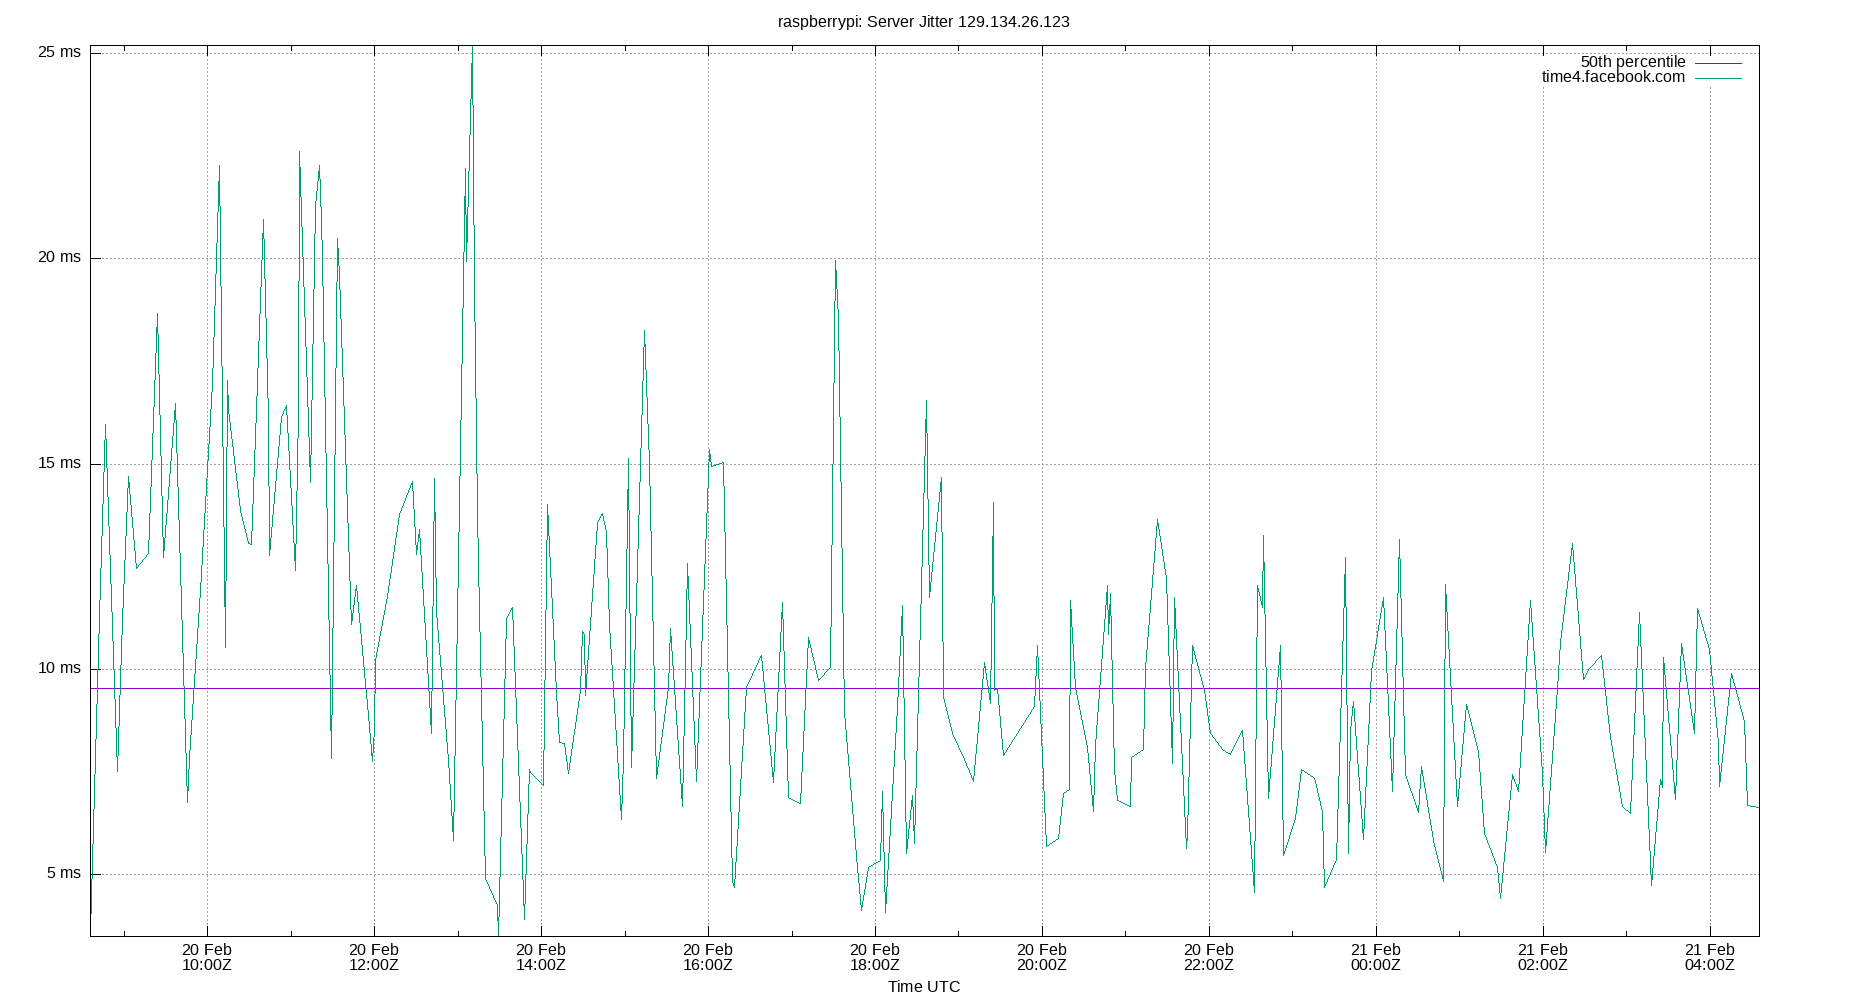 raspberrypi: Server Jitter 129.134.26.123
25 ms
50th percentile
time4.facebook.com
20 ms
15 ms
10 ms
5 ms
20 Feb 20 Feb 20 Feb 20 Feb 20 Feb 20 Feb 20 Feb 21 Feb 21 Feb 21 Feb
10:00Z 12:00Z 14:00Z 16:00Z 18:00Z 20:00Z 22:00Z 00:00Z 02:00Z 04:00Z
Time UTC